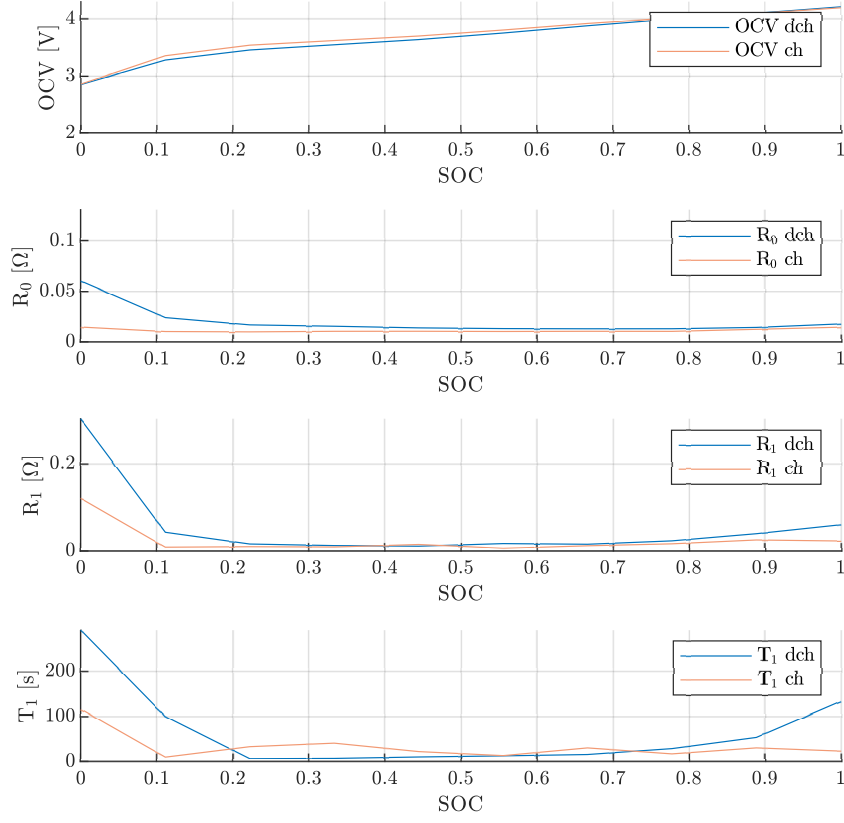 4
3
2
OCV [V]
OCV dch
OCV ch
0 0.1 0.2 0.3 0.4 0.5 0.6 0.7 0.8 0.9 1
SOC
0.1
0.05
0
R₀ [Ω]
R₀ dch
R₀ ch
0 0.1 0.2 0.3 0.4 0.5 0.6 0.7 0.8 0.9 1
SOC
0.2
0
R₁ [Ω]
R₁ dch
R₁ ch
0 0.1 0.2 0.3 0.4 0.5 0.6 0.7 0.8 0.9 1
SOC
200
100
0
T₁ [s]
T₁ dch
T₁ ch
0 0.1 0.2 0.3 0.4 0.5 0.6 0.7 0.8 0.9 1
SOC